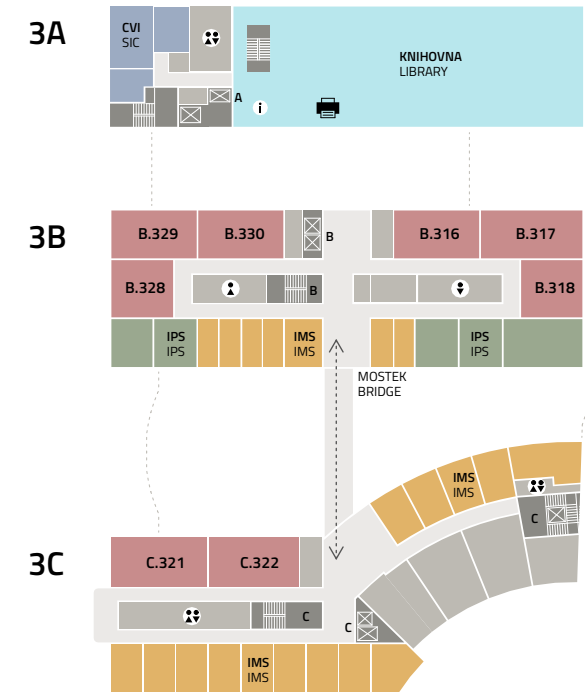 3A
CVI
SIC
KNIHOVNA
LIBRARY
A
i
3B
B.329
B.330
B
B.316
B.317
B.328
B
B.318
IPS
IPS
IMS
IMS
IPS
IPS
MOSTEK
BRIDGE
IMS
IMS
C
3C
C.321
C.322
C
C
IMS
IMS